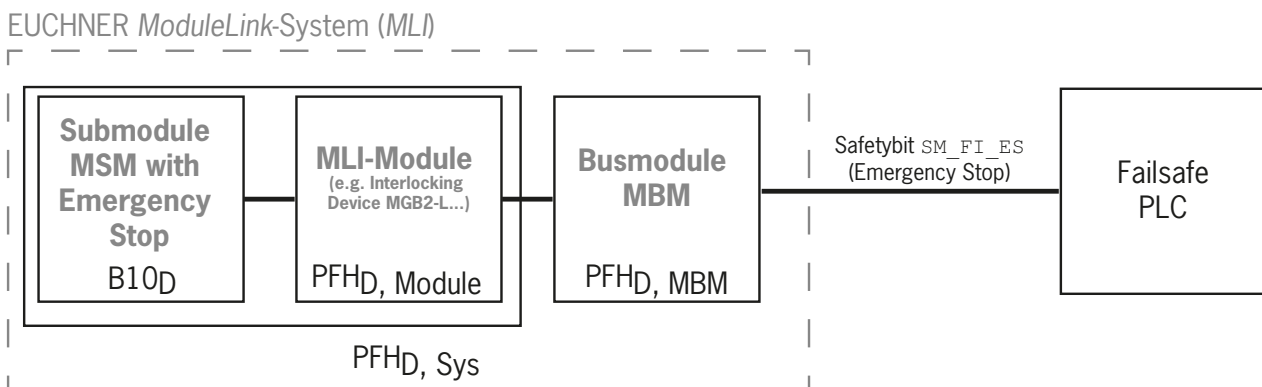 EUCHNER ModuleLink-System (MLI)
Submodule
MSM with
Emergency
Stop
B10D
MLI-Module
(e.g. Interlocking
Device MGB2-L...)
PFHD, Module
Busmodule
MBM
PFHD, MBM
Safetybit SM_FI_ES
(Emergency Stop)
Failsafe
PLC
PFHD, Sys